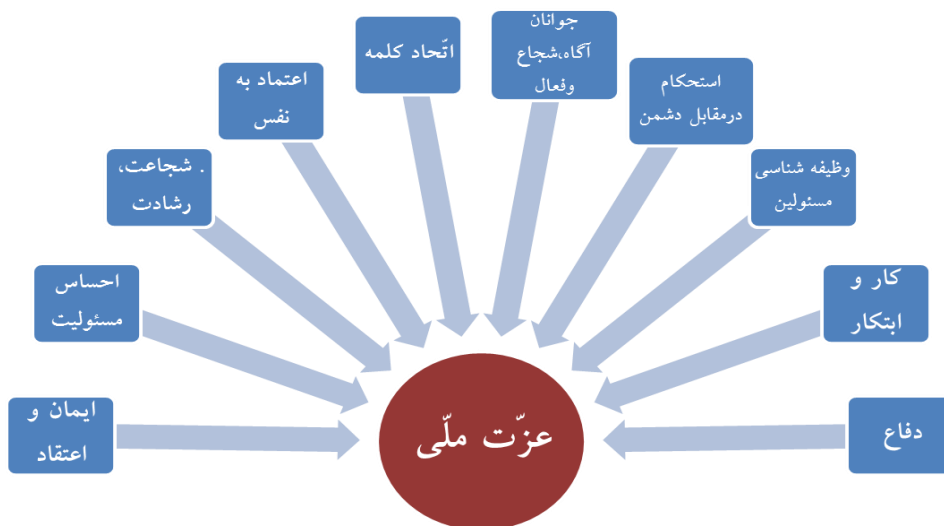 جوانان
آگاه،شجاع
وفعال
اتّحاد کلمه
استحکام
درمقابل دشمن
اعتماد به
نفس
وظیفه شناسی
مسئولین
. شجاعت،
رشادت
کار و
ابتکار
احساس
مسئولیت
دفاع
ایمان و
اعتقاد
عزّت ملّی